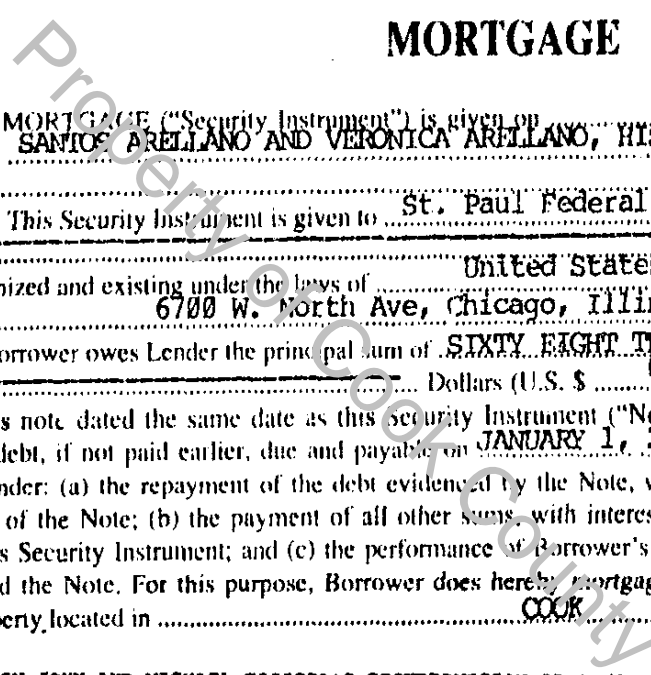 MORTGAGE
MORTGAGE ("Security Instrument") is given on
SANTOS ARELLANO AND VERONICA ARELLANO, HIS
This Security Instrument is given to St. Paul Federal
nized and existing under the laws of United States
6700 W. North Ave, Chicago, Illin
orrower owes Lender the principal sum of SIXTY EIGHT T
Dollars (U.S. $
s note dated the same date as this Security Instrument ("No
debt, if not paid earlier, due and payable on JANUARY 1,
nder: (a) the repayment of the debt evidenced by the Note, w
of the Note; (b) the payment of all other sums, with interes
s Security Instrument; and (c) the performance of Borrower's
d the Note. For this purpose, Borrower does hereby mortgag
perty located in COOK
Property of Cook County